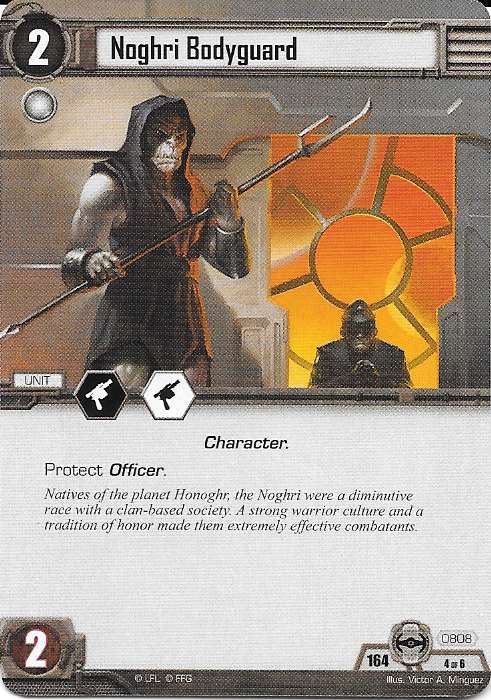 2
Noghri Bodyguard
UNIT
Character.
Protect Officer.
Natives of the planet Honoghr, the Noghri were a diminutive
race with a clan-based society. A strong warrior culture and a
tradition of honor made them extremely effective combatants.
2
164
0808
4 OF 6
© LFL © FFG
Illus. Victor A. Minguez